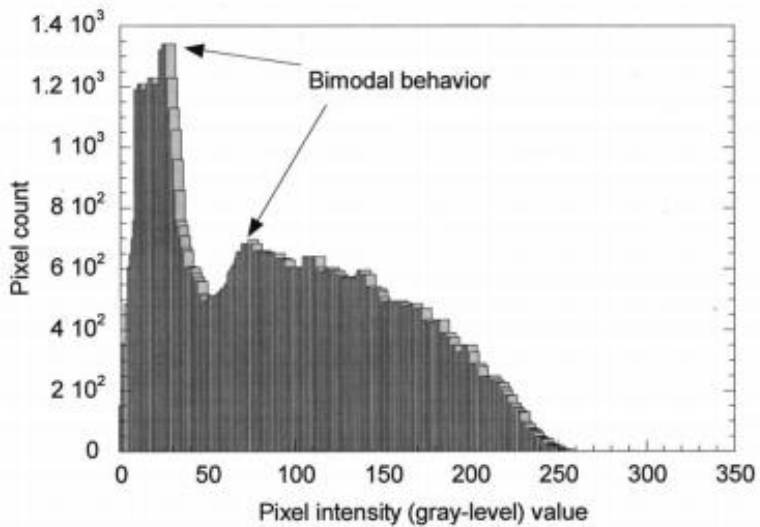 1.4 10³
1.2 10³
1 10³
8 10²
6 10²
4 10²
2 10²
0
Pixel count
Bimodal behavior
0 50 100 150 200 250 300 350
Pixel intensity (gray-level) value